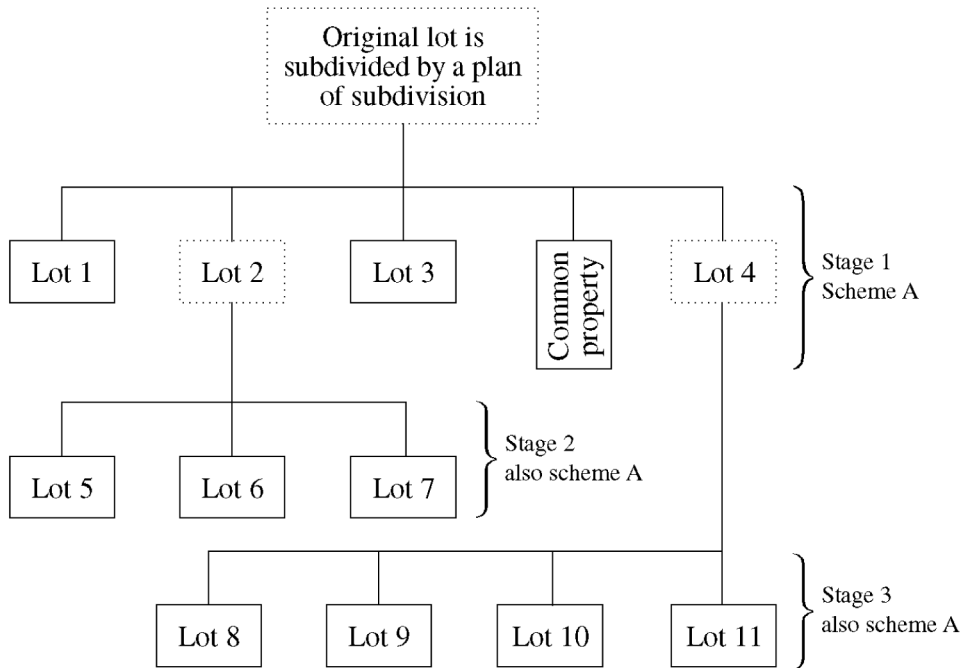 Original lot is
subdivided by a plan
of subdivision
Lot 1
Lot 2
Lot 3
Common
property
Lot 4
Stage 1
Scheme A
Lot 5
Lot 6
Lot 7
Stage 2
also scheme A
Lot 8
Lot 9
Lot 10
Lot 11
Stage 3
also scheme A